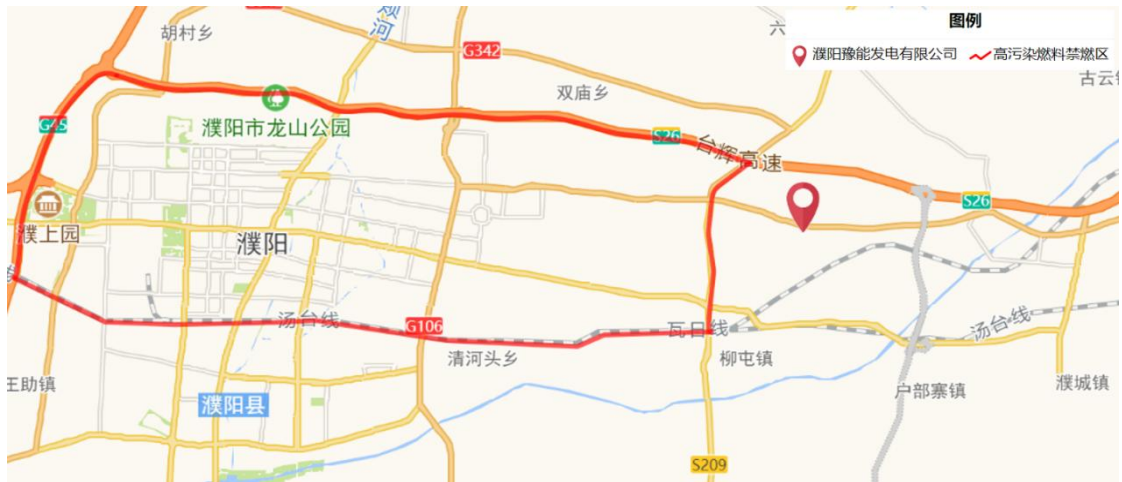 图例
濮阳豫能发电有限公司
高污染燃料禁燃区
胡村乡
G342
双庙乡
G45
濮阳市龙山公园
S26
台辉高速
濮上园
濮阳
S26
汤台线
G106
瓦日线
汤台线
清河头乡
柳屯镇
王助镇
濮阳县
户部寨镇
濮城镇
S209